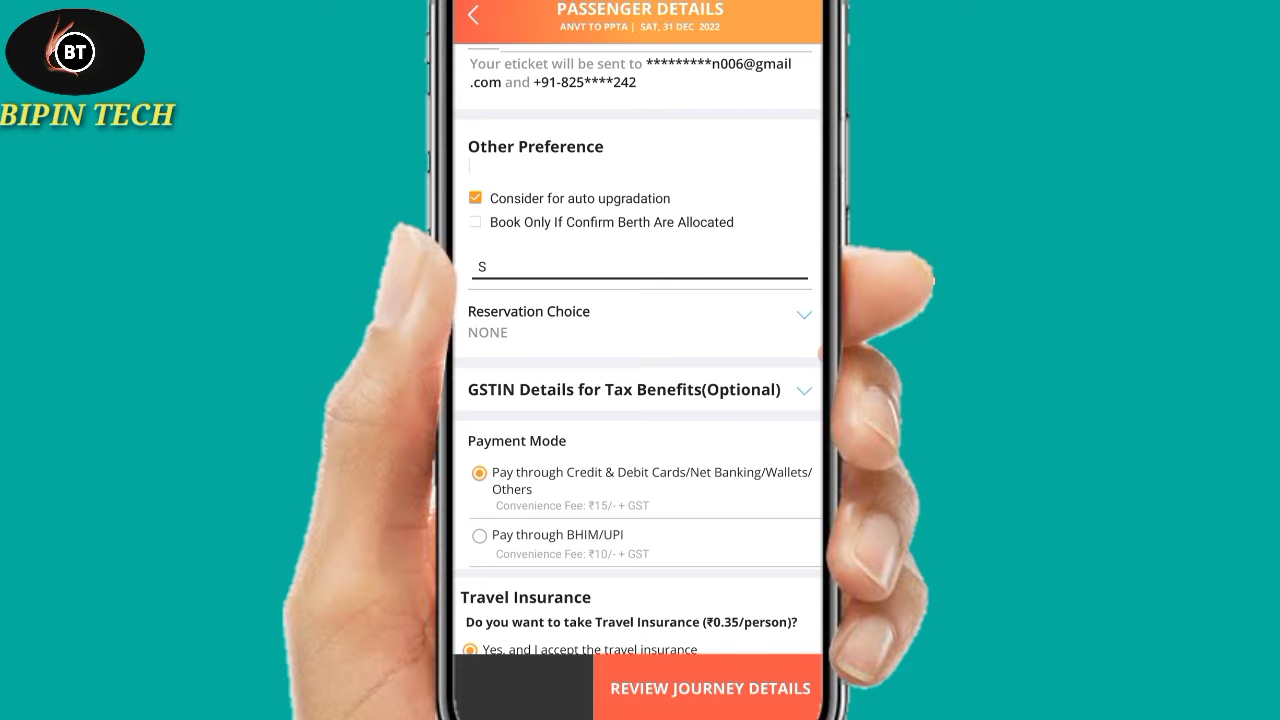 BT
BIPIN TECH
PASSENGER DETAILS
ANVT TO PPTA | SAT, 31 DEC 2022
Your eticket will be sent to *********n006@gmail
.com and +91-825****242
Other Preference
Consider for auto upgradation
Book Only If Confirm Berth Are Allocated
S
Reservation Choice
NONE
GSTIN Details for Tax Benefits(Optional)
Payment Mode
Pay through Credit & Debit Cards/Net Banking/Wallets/
Others
Convenience Fee: ₹15/- + GST
Pay through BHIM/UPI
Convenience Fee: ₹10/- + GST
Travel Insurance
Do you want to take Travel Insurance (₹0.35/person)?
Yes, and I accept the travel insurance
REVIEW JOURNEY DETAILS